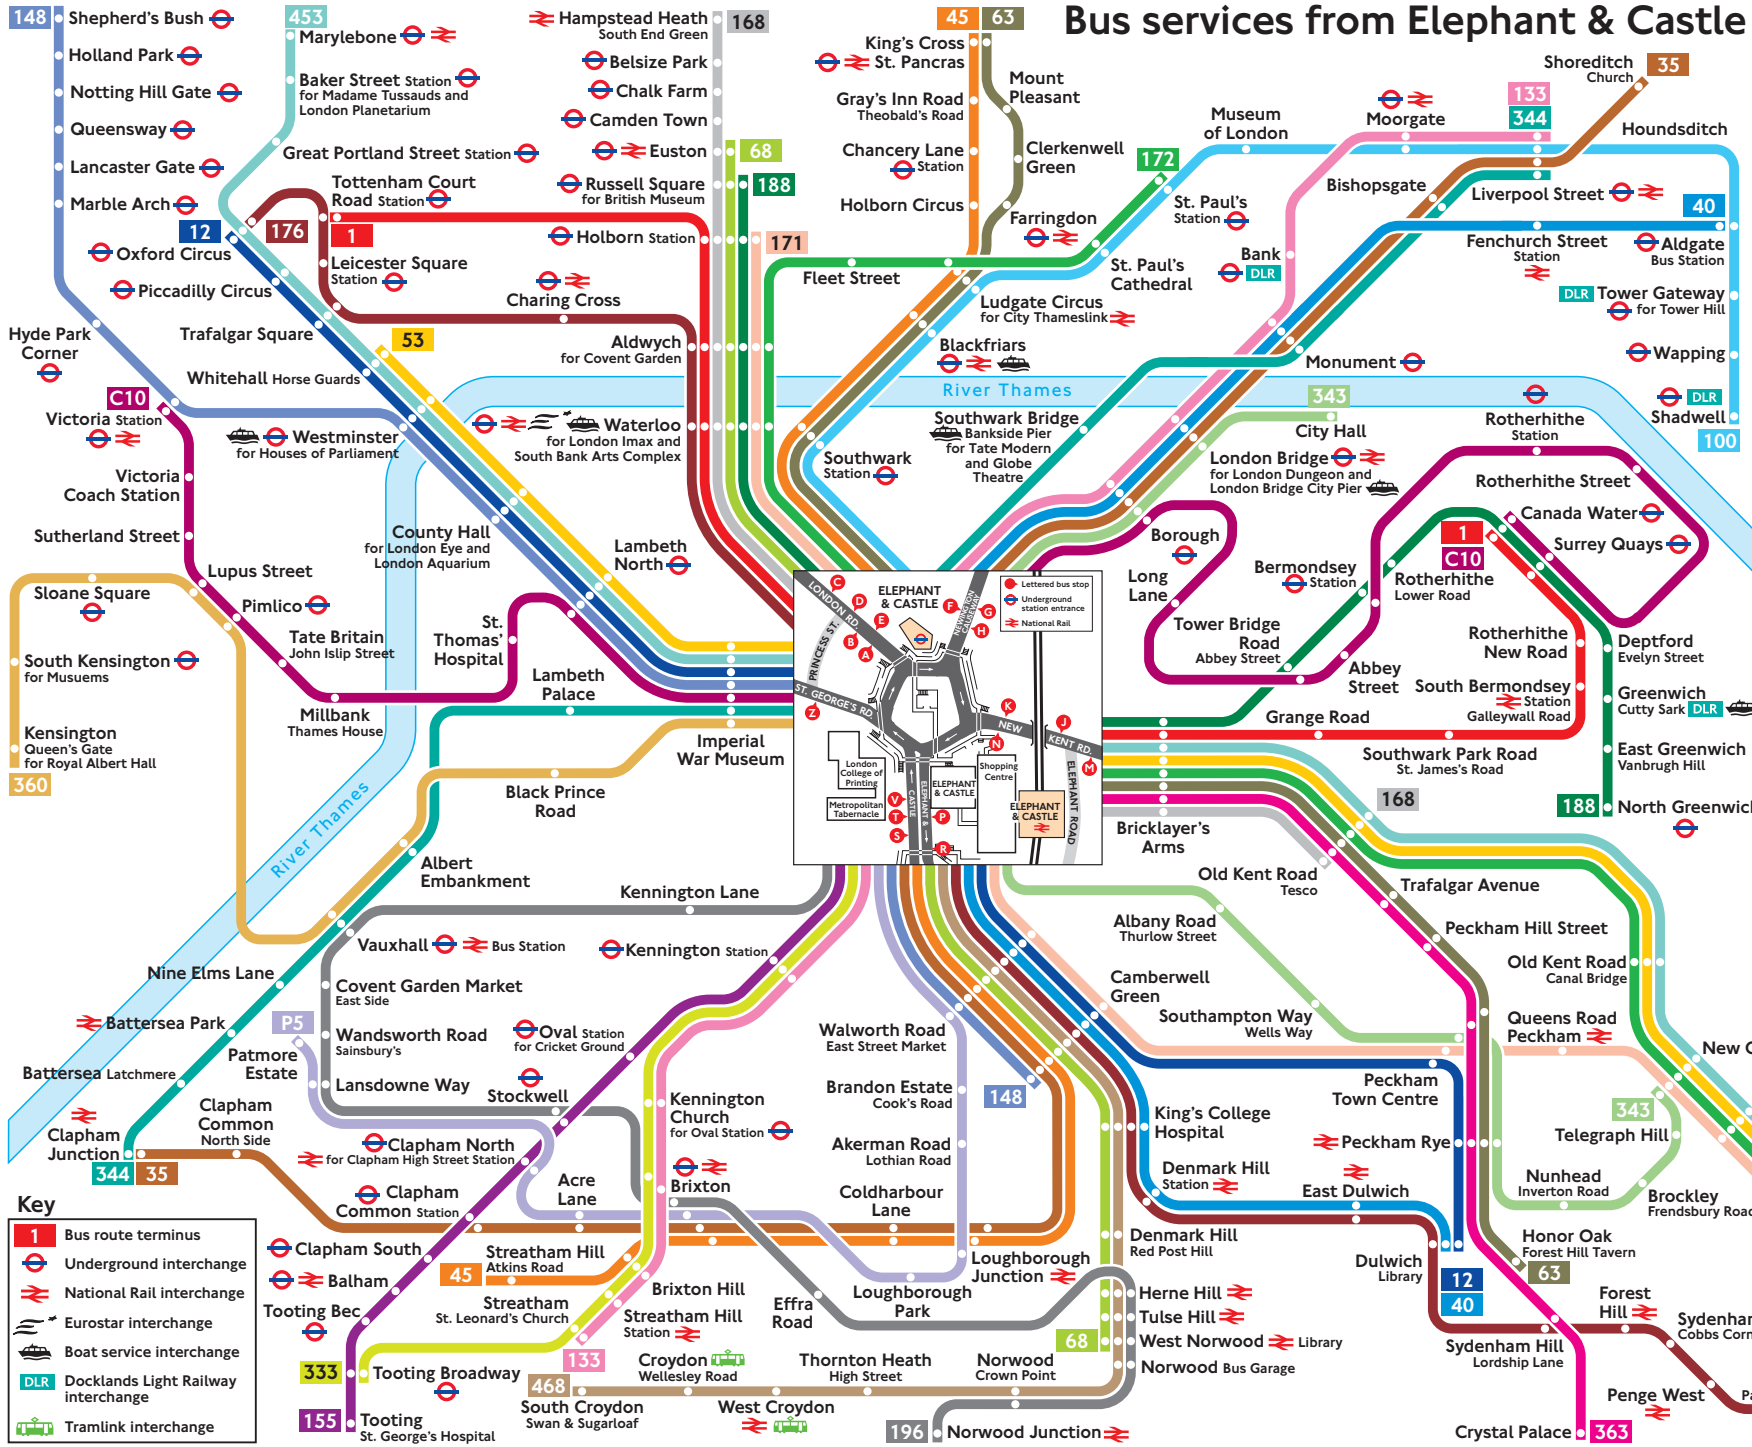 Bus services from Elephant & Castle
148
Shepherd's Bush
Holland Park
Notting Hill Gate
Queensway
Lancaster Gate
Marble Arch
Hyde Park
Corner
453
Marylebone
Baker Street Station
for Madame Tussauds and
London Planetarium
Great Portland Street Station
Tottenham Court
Road Station
12
176
1
Oxford Circus
Leicester Square
Station
Piccadilly Circus
Charing Cross
Trafalgar Square
53
Whitehall Horse Guards
Hampstead Heath
South End Green
168
Belsize Park
Chalk Farm
Camden Town
Euston
68
Russell Square
for British Museum
188
Holborn Station
171
Aldwych
for Covent Garden
Waterloo
for London Imax and
South Bank Arts Complex
45
63
King's Cross
St. Pancras
Mount
Pleasant
Gray's Inn Road
Theobald's Road
Chancery Lane
Station
Clerkenwell
Green
Holborn Circus
Farringdon
172
Fleet Street
St. Paul's
Station
St. Paul's
Cathedral
Ludgate Circus
for City Thameslink
Blackfriars
River Thames
Southwark
Station
Southwark Bridge
Bankside Pier
for Tate Modern
and Globe
Theatre
Museum
of London
Moorgate
133
344
Shoreditch
Church
35
Houndsditch
Bishopsgate
Liverpool Street
40
Bank
DLR
Fenchurch Street
Station
Aldgate
Bus Station
DLR
Tower Gateway
for Tower Hill
Monument
Wapping
DLR
Shadwell
100
343
City Hall
London Bridge
for London Dungeon and
London Bridge City Pier
Rotherhithe
Station
Rotherhithe Street
Canada Water
Surrey Quays
1
C10
Borough
Long
Lane
Bermondsey
Station
Rotherhithe
Lower Road
Tower Bridge
Road
Abbey Street
Abbey
Street
Rotherhithe
New Road
South Bermondsey
Station
Galleywall Road
Deptford
Evelyn Street
Greenwich
Cutty Sark
DLR
East Greenwich
Vanbrugh Hill
188
North Greenwich
Grange Road
Southwark Park Road
St. James's Road
168
Bricklayer's
Arms
C10
Victoria Station
Westminster
for Houses of Parliament
Victoria
Coach Station
Sutherland Street
County Hall
for London Eye and
London Aquarium
Lambeth
North
Lupus Street
Pimlico
Sloane Square
Tate Britain
John Islip Street
St.
Thomas'
Hospital
South Kensington
for Musuems
Lambeth
Palace
Millbank
Thames House
Kensington
Queen's Gate
for Royal Albert Hall
360
Imperial
War Museum
Black Prince
Road
River Thames
Albert
Embankment
LONDON RD.
PRINCESS ST.
ST. GEORGE'S RD.
ELEPHANT
& CASTLE
NEWINGTON
CAUSEWAY
Lettered bus stop
Underground
station entrance
National Rail
C
D
E
B
A
F
G
H
Z
K
J
N
M
NEW
KENT RD.
London
College of
Printing
Metropolitan
Tabernacle
ELEPHANT
& CASTLE
Shopping
Centre
ELEPHANT
& CASTLE
ELEPHANT ROAD
ELEPHANT &
CASTLE
V
T
S
P
R
Kennington Lane
Vauxhall
Bus Station
Kennington Station
Nine Elms Lane
Covent Garden Market
East Side
Battersea Park
P5
Wandsworth Road
Sainsbury's
Oval Station
for Cricket Ground
Patmore
Estate
Battersea Latchmere
Lansdowne Way
Stockwell
Clapham
Junction
344
35
Clapham
Common
North Side
Clapham North
for Clapham High Street Station
Kennington
Church
for Oval Station
Clapham
Common Station
Acre
Lane
Brixton
Coldharbour
Lane
Walworth Road
East Street Market
Brandon Estate
Cook's Road
148
Akerman Road
Lothian Road
Clapham South
Balham
Tooting Bec
45
Streatham Hill
Atkins Road
Streatham
St. Leonard's Church
Brixton Hill
Streatham Hill
Station
133
333
Tooting Broadway
155
Tooting
St. George's Hospital
Effra
Road
Loughborough
Park
Loughborough
Junction
468
South Croydon
Swan & Sugarloaf
Croydon
Wellesley Road
West Croydon
Thornton Heath
High Street
Norwood
Crown Point
196
Norwood Junction
68
Denmark Hill
Red Post Hill
Herne Hill
Tulse Hill
West Norwood
Library
Norwood Bus Garage
Old Kent Road
Tesco
Albany Road
Thurlow Street
Camberwell
Green
Southampton Way
Wells Way
Trafalgar Avenue
Peckham Hill Street
Old Kent Road
Canal Bridge
Queens Road
Peckham
Peckham
Town Centre
King's College
Hospital
Peckham Rye
Denmark Hill
Station
East Dulwich
343
Telegraph Hill
Nunhead
Inverton Road
Brockley
Frendsbury Road
Dulwich
Library
12
40
Honor Oak
Forest Hill Tavern
63
Forest
Hill
Sydenham Hill
Lordship Lane
Penge West
Crystal Palace
363
Key
1
Bus route terminus
Underground interchange
National Rail interchange
Eurostar interchange
Boat service interchange
DLR
Docklands Light Railway
interchange
Tramlink interchange